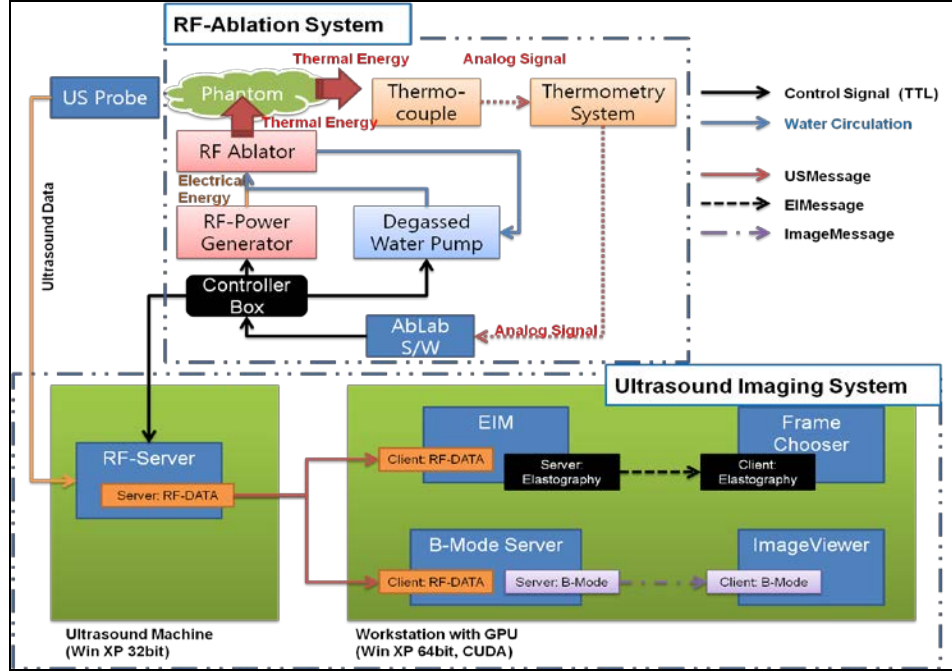 RF-Ablation System
Thermal Energy
Analog Signal
US Probe
Phantom
Thermo-
couple
Thermometry
System
Control Signal (TTL)
Thermal Energy
Water Circulation
RF Ablator
Electrical
Energy
USMessage
EIMessage
RF-Power
Generator
Degassed
Water Pump
ImageMessage
Ultrasound Data
Controller
Box
AbLab
S/W
Analog Signal
Ultrasound Imaging System
EIM
Frame
Chooser
RF-Server
Client: RF-DATA
Server:
Elastography
Client:
Elastography
Server: RF-DATA
B-Mode Server
ImageViewer
Client: RF-DATA
Server: B-Mode
Client: B-Mode
Ultrasound Machine
(Win XP 32bit)
Workstation with GPU
(Win XP 64bit, CUDA)